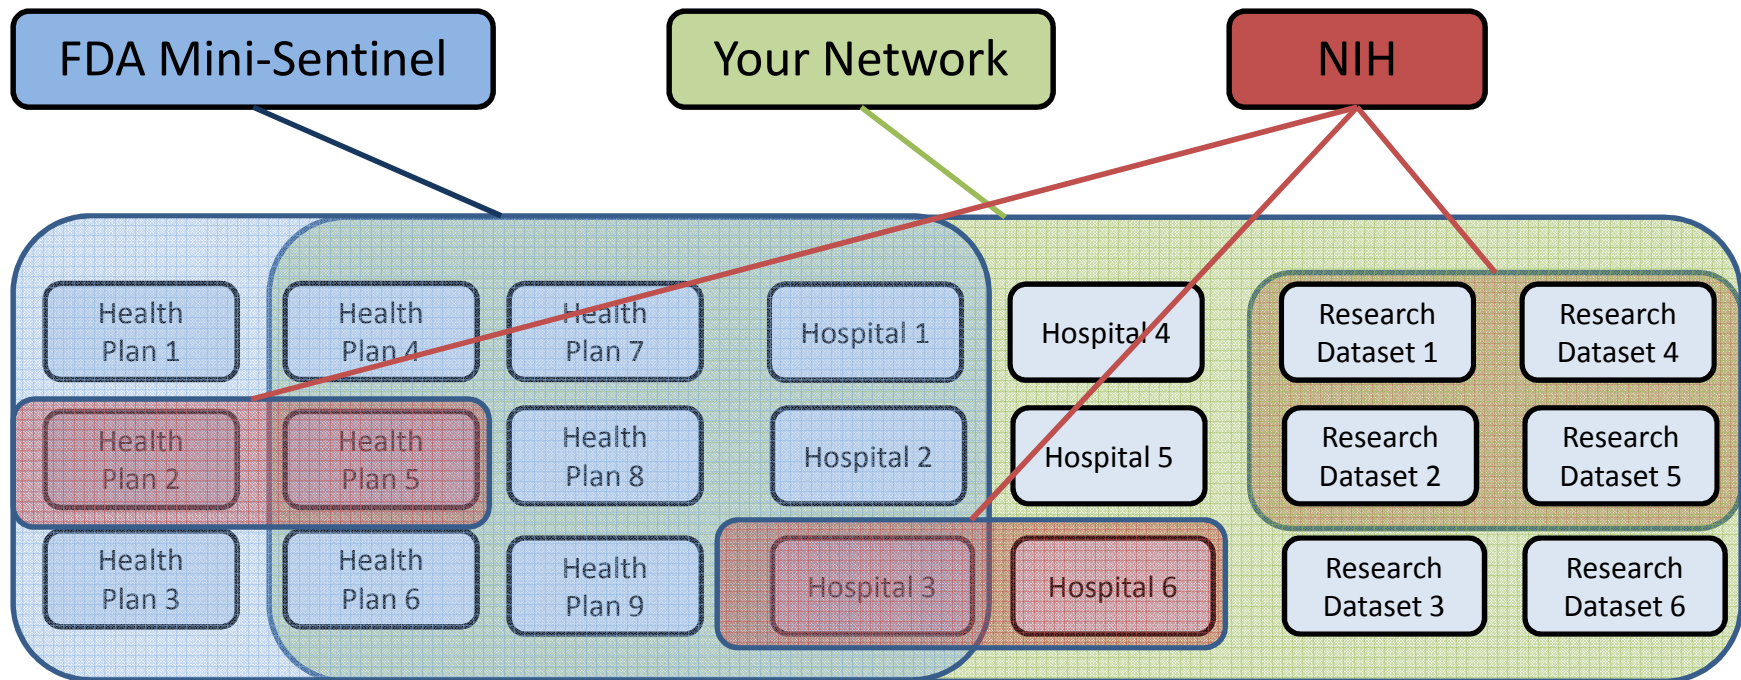 FDA Mini-Sentinel
Your Network
NIH
Health
Plan 1
Health
Plan 4
Health
Plan 7
Hospital 1
Hospital 4
Research
Dataset 1
Research
Dataset 4
Health
Plan 2
Health
Plan 5
Health
Plan 8
Hospital 2
Hospital 5
Research
Dataset 2
Research
Dataset 5
Health
Plan 3
Health
Plan 6
Health
Plan 9
Hospital 3
Hospital 6
Research
Dataset 3
Research
Dataset 6